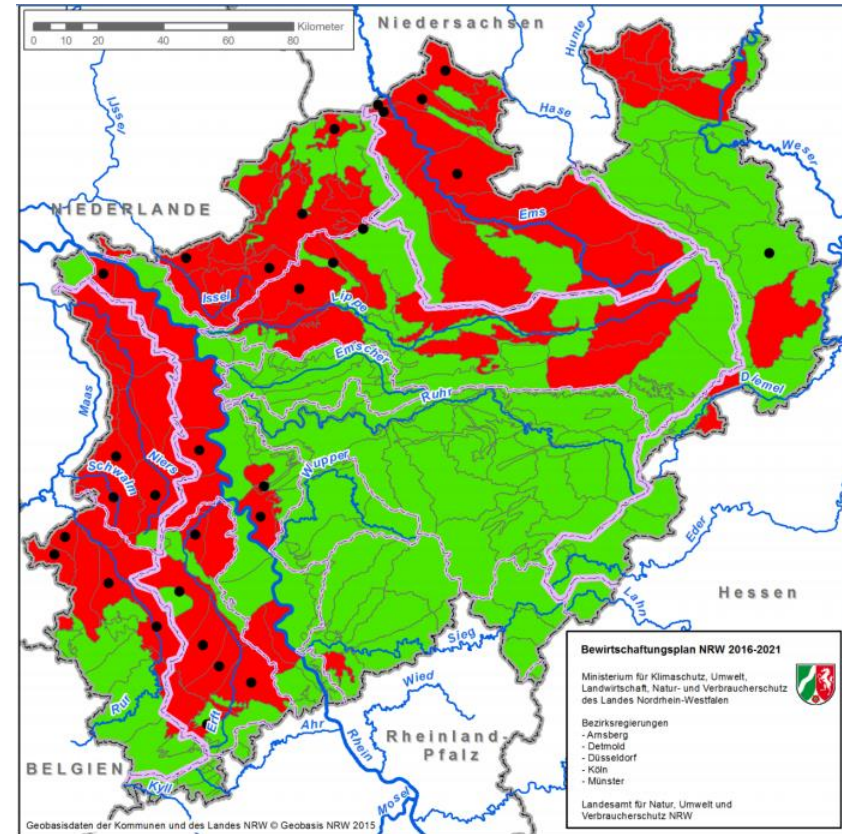 Kilometer
0 10 20 40 60 80
Niedersachsen
Hunte
IJssel
Hase
Weser
NIEDERLANDE
Ems
Issel
Lippe
Emscher
Diemel
Ruhr
Maas
Wupper
Niers
Schwalm
Eder
Hessen
Lahn
Sieg
Wied
Rur
Erft
Ahr
Rhein
Rheinland-
Pfalz
BELGIEN
Kyll
Mosel
Bewirtschaftungsplan NRW 2016-2021
Ministerium für Klimaschutz, Umwelt,
Landwirtschaft, Natur- und Verbraucherschutz
des Landes Nordrhein-Westfalen
Bezirksregierungen
- Arnsberg
- Detmold
- Düsseldorf
- Köln
- Münster
Landesamt für Natur, Umwelt und
Verbraucherschutz NRW
Geobasisdaten der Kommunen und des Landes NRW © Geobasis NRW 2015